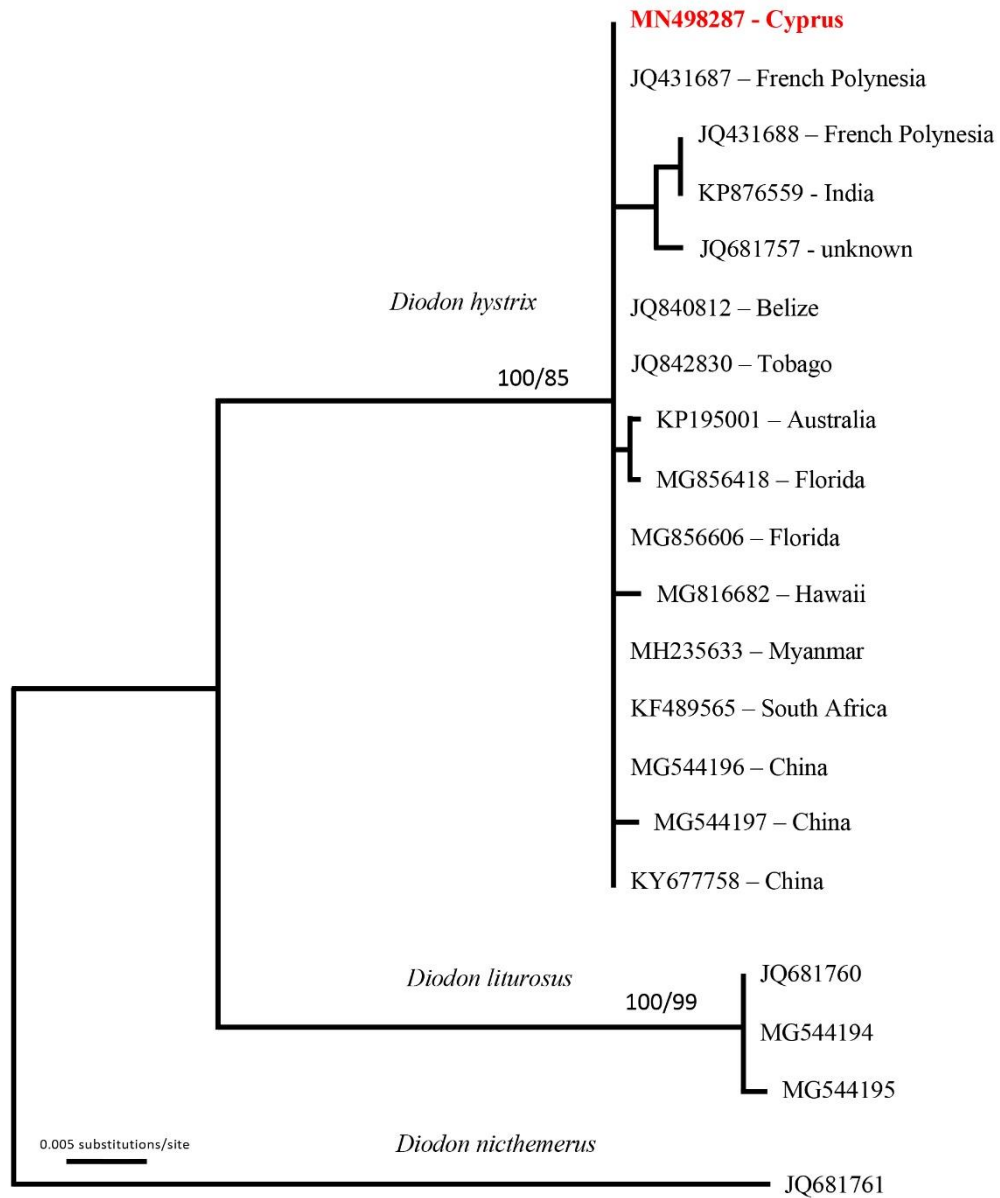 MN498287 - Cyprus
JQ431687 – French Polynesia
JQ431688 – French Polynesia
KP876559 - India
JQ681757 - unknown
Diodon hystrix
JQ840812 – Belize
JQ842830 – Tobago
100/85
KP195001 – Australia
MG856418 – Florida
MG856606 – Florida
MG816682 – Hawaii
MH235633 – Myanmar
KF489565 – South Africa
MG544196 – China
MG544197 – China
KY677758 – China
Diodon liturosus
JQ681760
100/99
MG544194
MG544195
0.005 substitutions/site
Diodon nicthemerus
JQ681761